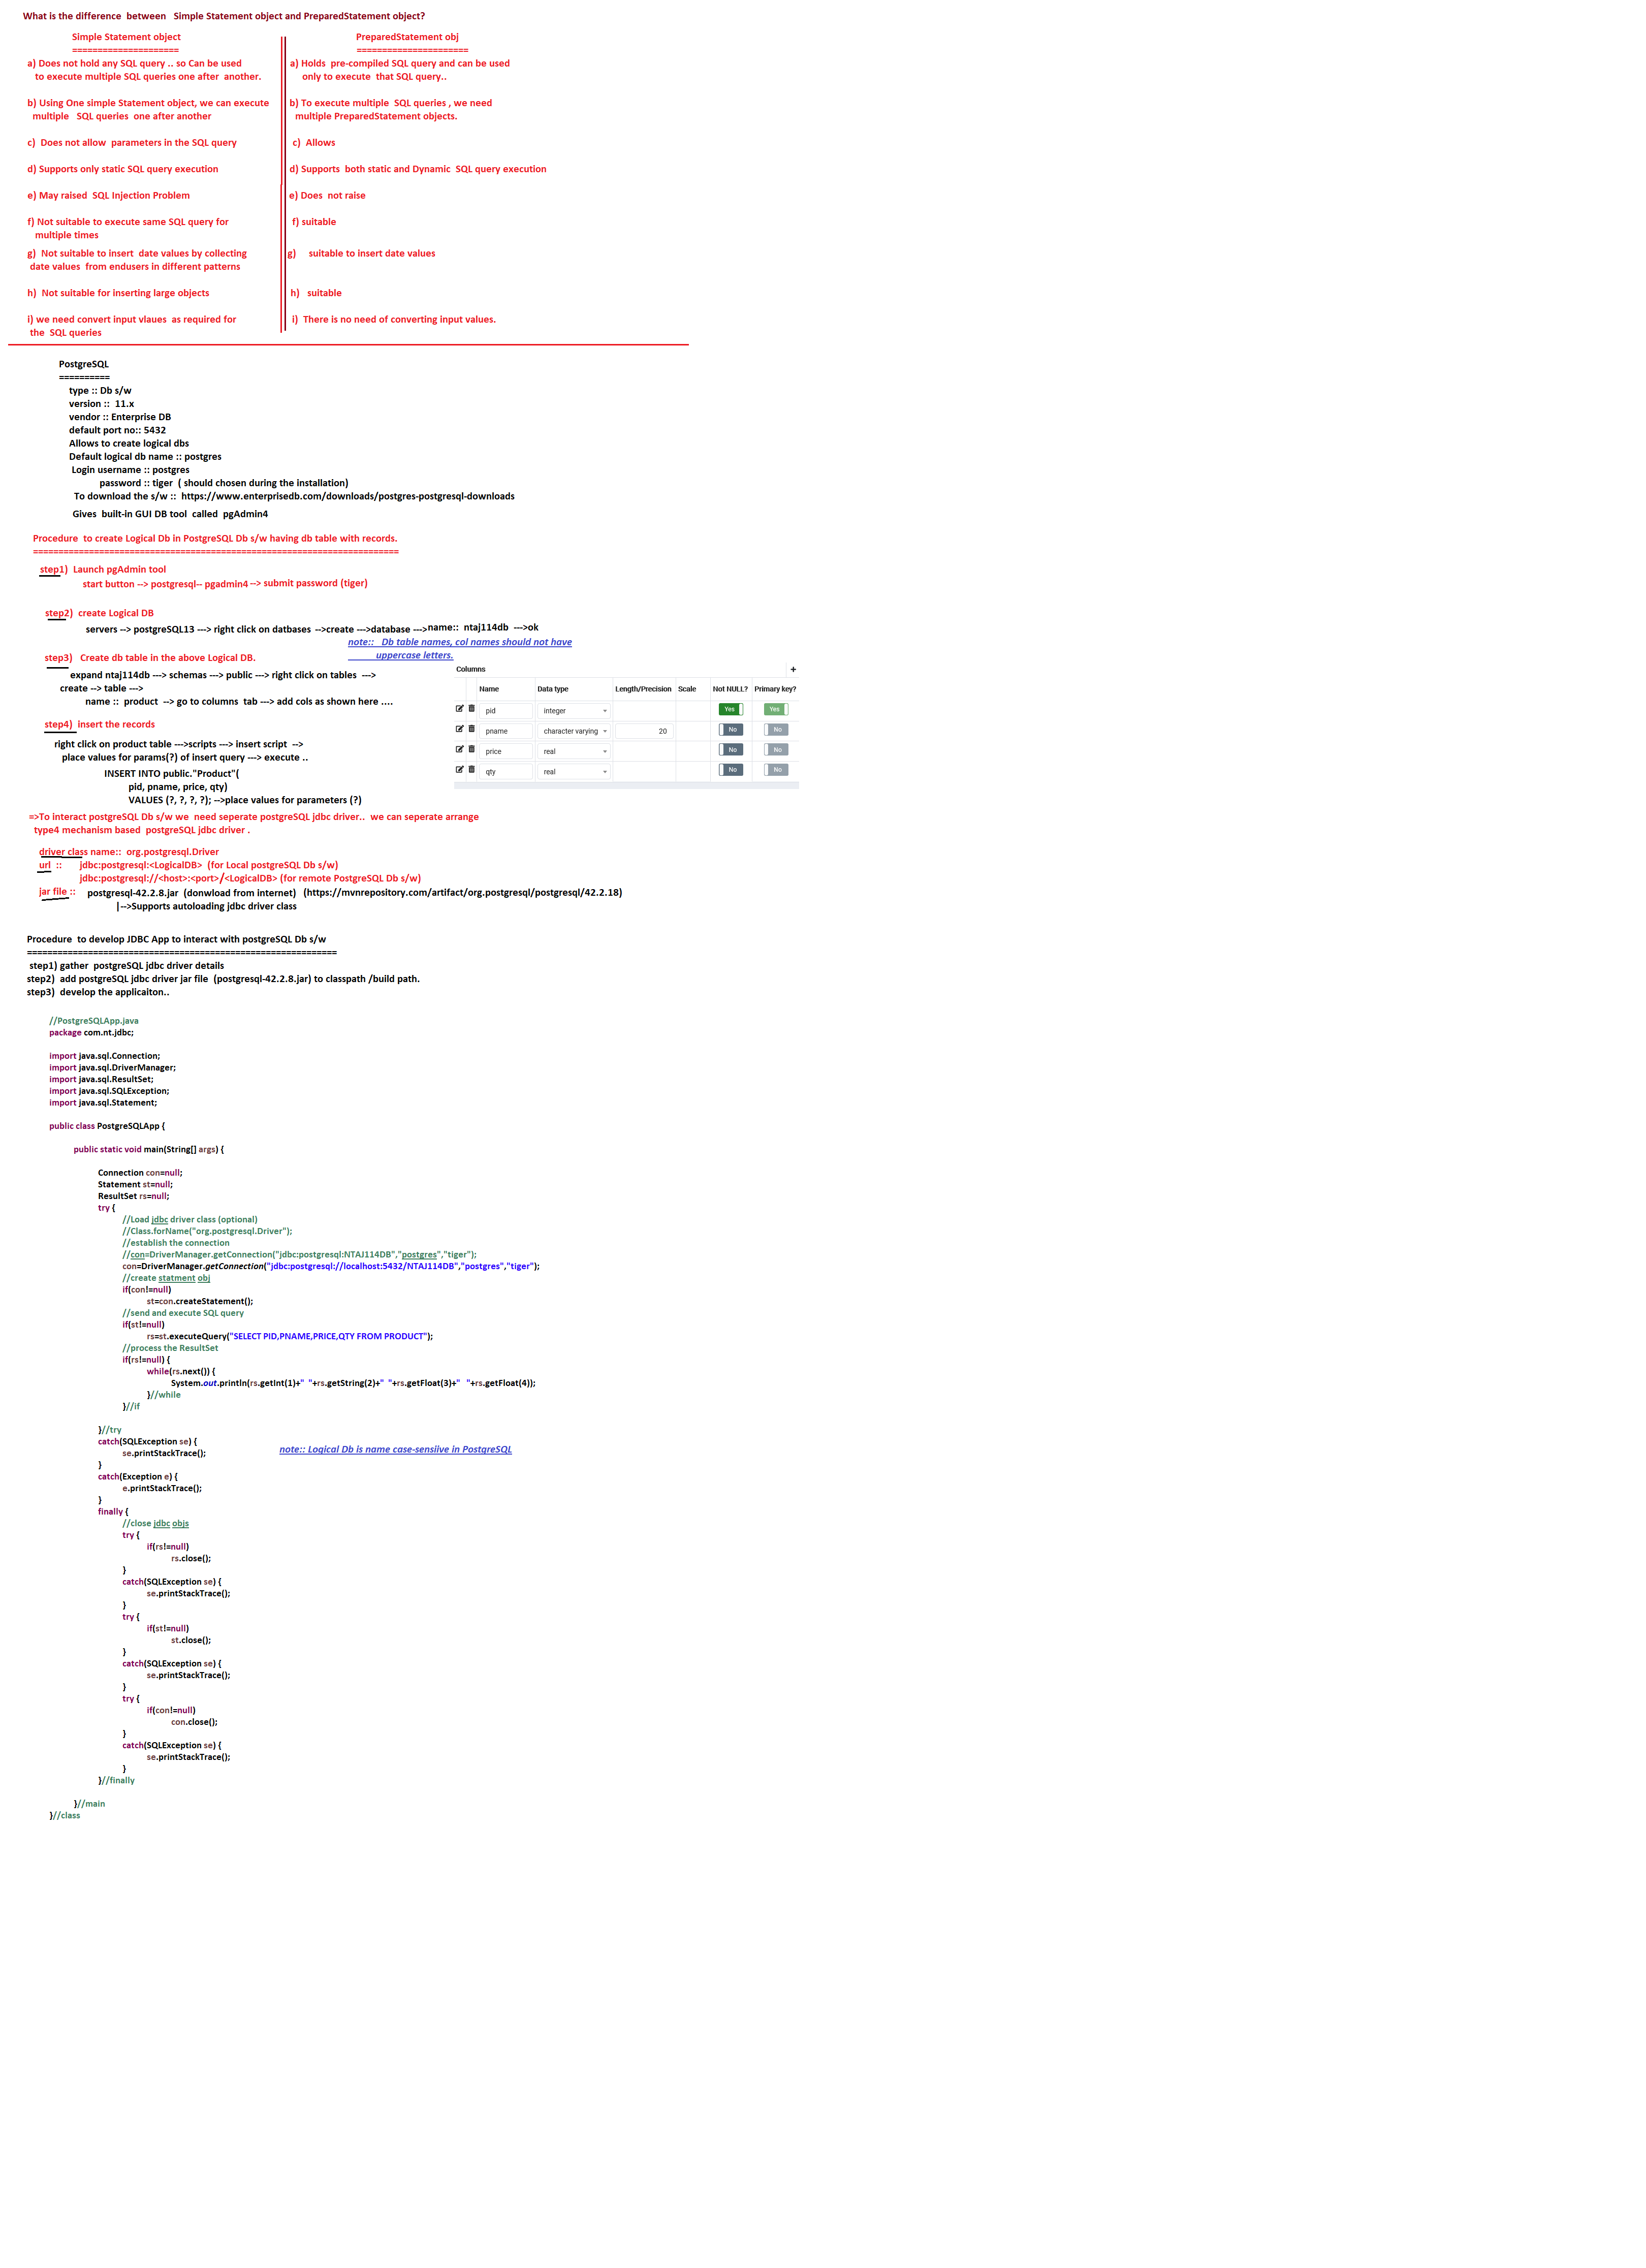 What is the difference  between   Simple Statement object and PreparedStatement object?
Simple Statement object
=====================
a) Does not hold any SQL query .. so Can be used
to execute multiple SQL queries one after  another.
b) Using One simple Statement object, we can execute
multiple   SQL queries  one after another
c)  Does not allow  parameters in the SQL query
d) Supports only static SQL query execution
e) May raised  SQL Injection Problem
f) Not suitable to execute same SQL query for
multiple times
g)  Not suitable to insert  date values by collecting
date values  from endusers in different patterns
h)  Not suitable for inserting large objects
i) we need convert input vlaues  as required for
the  SQL queries
PreparedStatement obj
======================
a) Holds  pre-compiled SQL query and can be used
only to execute  that SQL query..
b) To execute multiple  SQL queries , we need
multiple PreparedStatement objects.
c)  Allows
d) Supports  both static and Dynamic  SQL query execution
e) Does  not raise
f) suitable
g)     suitable to insert date values
h)   suitable
i)  There is no need of converting input values.
PostgreSQL
==========
type :: Db s/w
version ::  11.x
vendor :: Enterprise DB
default port no:: 5432
Allows to create logical dbs
Default logical db name :: postgres
Login username :: postgres
password :: tiger  ( should chosen during the installation)
To download the s/w ::  https://www.enterprisedb.com/downloads/postgres-postgresql-downloads
Gives  built-in GUI DB tool  called  pgAdmin4
Procedure  to create Logical Db in PostgreSQL Db s/w having db table with records.
========================================================================
step1)  Launch pgAdmin tool
start button --> postgresql-- pgadmin4 --> submit password (tiger)
step2)  create Logical DB
servers --> postgreSQL13 ---> right click on datbases  -->create --->database --->name::  ntaj114db  --->ok
note::   Db table names, col names should not have
uppercase letters.
step3)   Create db table in the above Logical DB.
expand ntaj114db ---> schemas ---> public ---> right click on tables  --->
create --> table --->
name ::  product  --> go to columns  tab ---> add cols as shown here ....
Columns +
Name Data type Length/Precision Scale Not NULL? Primary key?
pid integer Yes Yes
pname character varying 20 No No
price real No No
qty real No No
step4)  insert the records
right click on product table --->scripts ---> insert script  -->
place values for params(?) of insert query ---> execute ..
INSERT INTO public."Product"(
pid, pname, price, qty)
VALUES (?, ?, ?, ?); -->place values for parameters (?)
=>To interact postgreSQL Db s/w we  need seperate postgreSQL jdbc driver..  we can seperate arrange
type4 mechanism based  postgreSQL jdbc driver .
driver class name::  org.postgresql.Driver
url  ::       jdbc:postgresql:<LogicalDB>  (for Local postgreSQL Db s/w)
jdbc:postgresql://<host>:<port>/<LogicalDB> (for remote PostgreSQL Db s/w)
jar file ::    postgresql-42.2.8.jar  (donwload from internet)   (https://mvnrepository.com/artifact/org.postgresql/postgresql/42.2.18)
|-->Supports autoloading jdbc driver class
Procedure  to develop JDBC App to interact with postgreSQL Db s/w
=============================================================
step1) gather  postgreSQL jdbc driver details
step2)  add postgreSQL jdbc driver jar file  (postgresql-42.2.8.jar) to classpath /build path.
step3)  develop the applicaiton..
//PostgreSQLApp.java
package com.nt.jdbc;
import java.sql.Connection;
import java.sql.DriverManager;
import java.sql.ResultSet;
import java.sql.SQLException;
import java.sql.Statement;
public class PostgreSQLApp {
public static void main(String[] args) {
Connection con=null;
Statement st=null;
ResultSet rs=null;
try {
//Load jdbc driver class (optional)
//Class.forName("org.postgresql.Driver");
//establish the connection
//con=DriverManager.getConnection("jdbc:postgresql:NTAJ114DB","postgres","tiger");
con=DriverManager.getConnection("jdbc:postgresql://localhost:5432/NTAJ114DB","postgres","tiger");
//create statment obj
if(con!=null)
st=con.createStatement();
//send and execute SQL query
if(st!=null)
rs=st.executeQuery("SELECT PID,PNAME,PRICE,QTY FROM PRODUCT");
//process the ResultSet
if(rs!=null) {
while(rs.next()) {
System.out.println(rs.getInt(1)+"  "+rs.getString(2)+"  "+rs.getFloat(3)+"   "+rs.getFloat(4));
}//while
}//if
}//try
catch(SQLException se) {
note:: Logical Db is name case-sensiive in PostgreSQL
se.printStackTrace();
}
catch(Exception e) {
e.printStackTrace();
}
finally {
//close jdbc objs
try {
if(rs!=null)
rs.close();
}
catch(SQLException se) {
se.printStackTrace();
}
try {
if(st!=null)
st.close();
}
catch(SQLException se) {
se.printStackTrace();
}
try {
if(con!=null)
con.close();
}
catch(SQLException se) {
se.printStackTrace();
}
}//finally
}//main
}//class